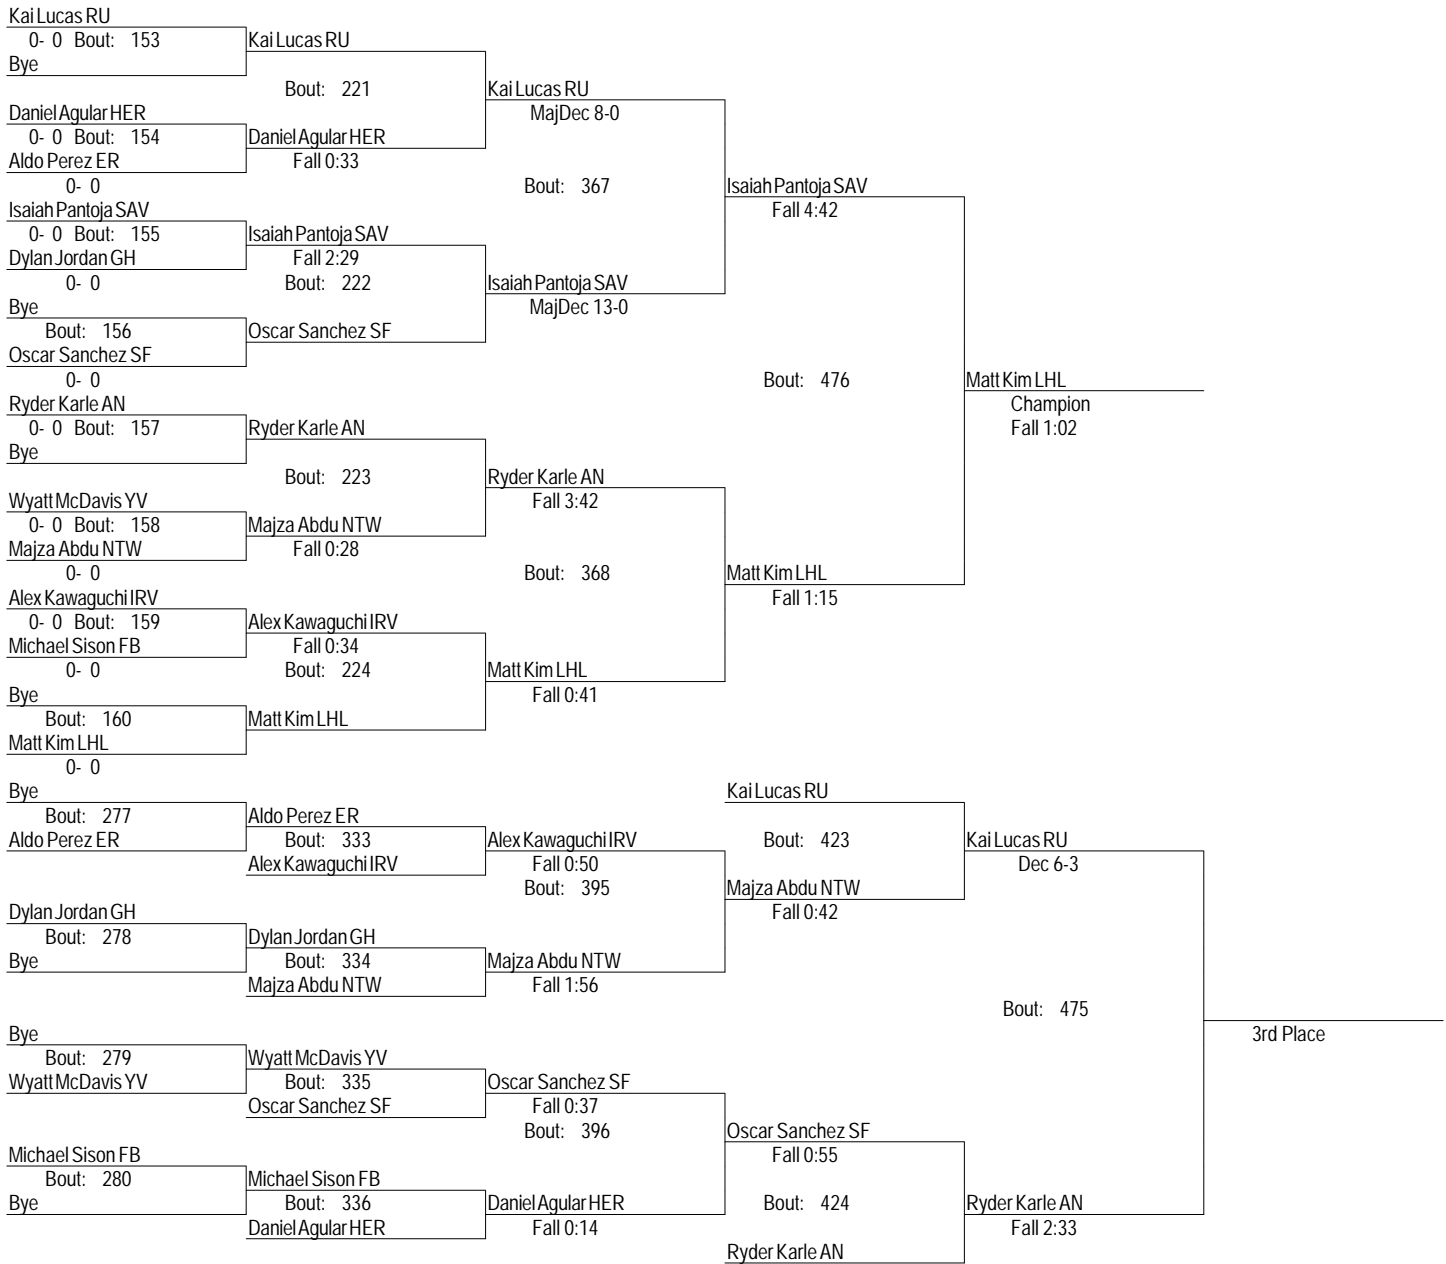 Kai Lucas RU
0- 0 Bout: 153
Kai Lucas RU
Bye
Bout: 221
Kai Lucas RU
Daniel Agular HER
MajDec 8-0
0- 0 Bout: 154
Daniel Agular HER
Aldo Perez ER
Fall 0:33
0- 0
Bout: 367
Isaiah Pantoja SAV
Isaiah Pantoja SAV
Fall 4:42
0- 0 Bout: 155
Isaiah Pantoja SAV
Dylan Jordan GH
Fall 2:29
0- 0
Bout: 222
Isaiah Pantoja SAV
Bye
MajDec 13-0
Bout: 156
Oscar Sanchez SF
Oscar Sanchez SF
0- 0
Bout: 476
Matt Kim LHL
Ryder Karle AN
Champion
0- 0 Bout: 157
Ryder Karle AN
Fall 1:02
Bye
Bout: 223
Ryder Karle AN
Wyatt McDavis YV
Fall 3:42
0- 0 Bout: 158
Majza Abdu NTW
Majza Abdu NTW
Fall 0:28
0- 0
Bout: 368
Matt Kim LHL
Alex Kawaguchi IRV
Fall 1:15
0- 0 Bout: 159
Alex Kawaguchi IRV
Michael Sison FB
Fall 0:34
0- 0
Bout: 224
Matt Kim LHL
Bye
Fall 0:41
Bout: 160
Matt Kim LHL
Matt Kim LHL
0- 0
Bye
Kai Lucas RU
Bout: 277
Aldo Perez ER
Aldo Perez ER
Bout: 333
Alex Kawaguchi IRV
Bout: 423
Kai Lucas RU
Alex Kawaguchi IRV
Fall 0:50
Dec 6-3
Bout: 395
Majza Abdu NTW
Dylan Jordan GH
Fall 0:42
Bout: 278
Dylan Jordan GH
Bye
Bout: 334
Majza Abdu NTW
Majza Abdu NTW
Fall 1:56
Bout: 475
Bye
3rd Place
Bout: 279
Wyatt McDavis YV
Wyatt McDavis YV
Bout: 335
Oscar Sanchez SF
Oscar Sanchez SF
Fall 0:37
Bout: 396
Oscar Sanchez SF
Michael Sison FB
Fall 0:55
Bout: 280
Michael Sison FB
Bye
Bout: 336
Daniel Agular HER
Bout: 424
Ryder Karle AN
Daniel Agular HER
Fall 0:14
Fall 2:33
Ryder Karle AN